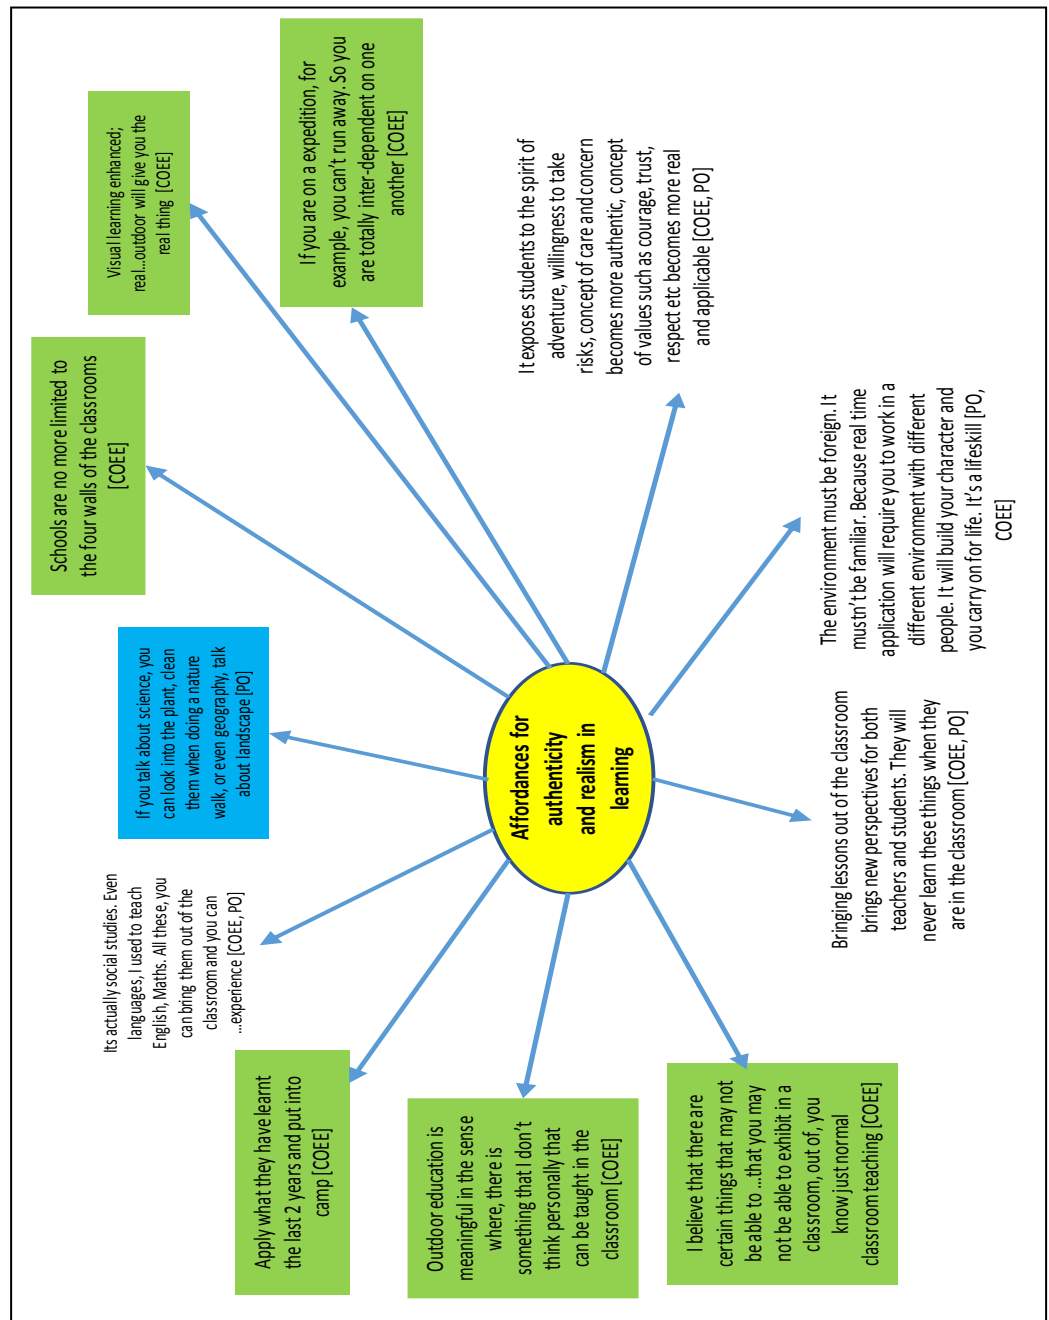 Affordances for
authenticity
and realism in
learning
Apply what they have learnt
the last 2 years and put into
camp [COEE]
Its actually social studies. Even
languages, I used to teach
English, Maths. All these, you
can bring them out of the
classroom and you can
...experience [COEE, PO]
If you talk about science, you
can look into the plant, clean
them when doing a nature
walk, or even geography, talk
about landscape [PO]
Schools are no more limited to
the four walls of the classrooms
[COEE]
Visual learning enhanced;
real...outdoor will give you the
real thing [COEE]
If you are on a expedition, for
example, you can't run away. So you
are totally inter-dependent on one
another [COEE]
It exposes students to the spirit of
adventure, willingness to take
risks, concept of care and concern
becomes more authentic, concept
of values such as courage, trust,
respect etc becomes more real
and applicable [COEE, PO]
The environment must be foreign. It
mustn't be familiar. Because real time
application will require you to work in a
different environment with different
people. It will build your character and
you carry on for life. It's a lifeskill [PO,
COEE]
Bringing lessons out of the classroom
brings new perspectives for both
teachers and students. They will
never learn these things when they
are in the classroom [COEE, PO]
I believe that there are
certain things that may not
be able to ...that you may
not be able to exhibit in a
classroom, out of, you
know just normal
classroom teaching [COEE]
Outdoor education is
meaningful in the sense
where, there is
something that I don't
think personally that
can be taught in the
classroom [COEE]